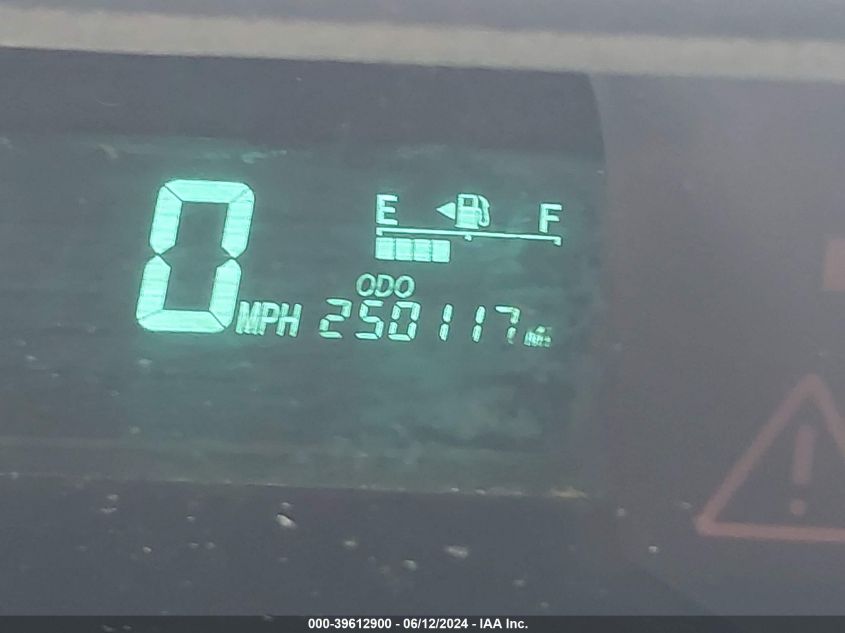 E F
ODO
0 MPH 250117
000-39612900 - 06/12/2024 - IAA Inc.